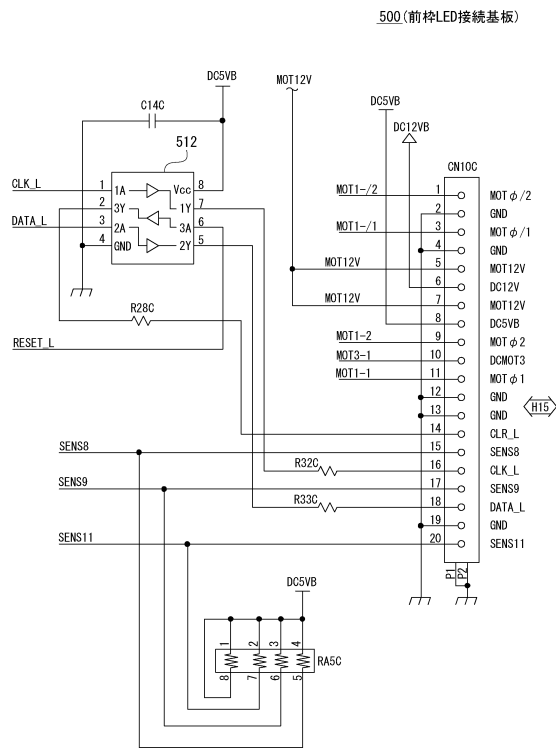 500(前枠LED接続基板)
DC5VB
MOT12V
C14C
DC5VB
512
DC12VB
CN10C
CLK_L
1 1A Vcc 8
2 3Y 1Y 7
DATA_L
3 2A 3A 6
4 GND 2Y 5
R28C
RESET_L
MOT1-/2 1 MOTφ/2
2 GND
MOT1-/1 3 MOTφ/1
4 GND
MOT12V 5 MOT12V
6 DC12V
MOT12V 7 MOT12V
8 DC5VB
MOT1-2 9 MOTφ2
MOT3-1 10 DCMOT3
MOT1-1 11 MOTφ1
12 GND
13 GND
H15
14 CLR_L
SENS8 15 SENS8
R32C 16 CLK_L
SENS9 17 SENS9
R33C 18 DATA_L
19 GND
SENS11 20 SENS11
P1 P2
DC5VB
1 2 3 4
RA5C
8 7 6 5